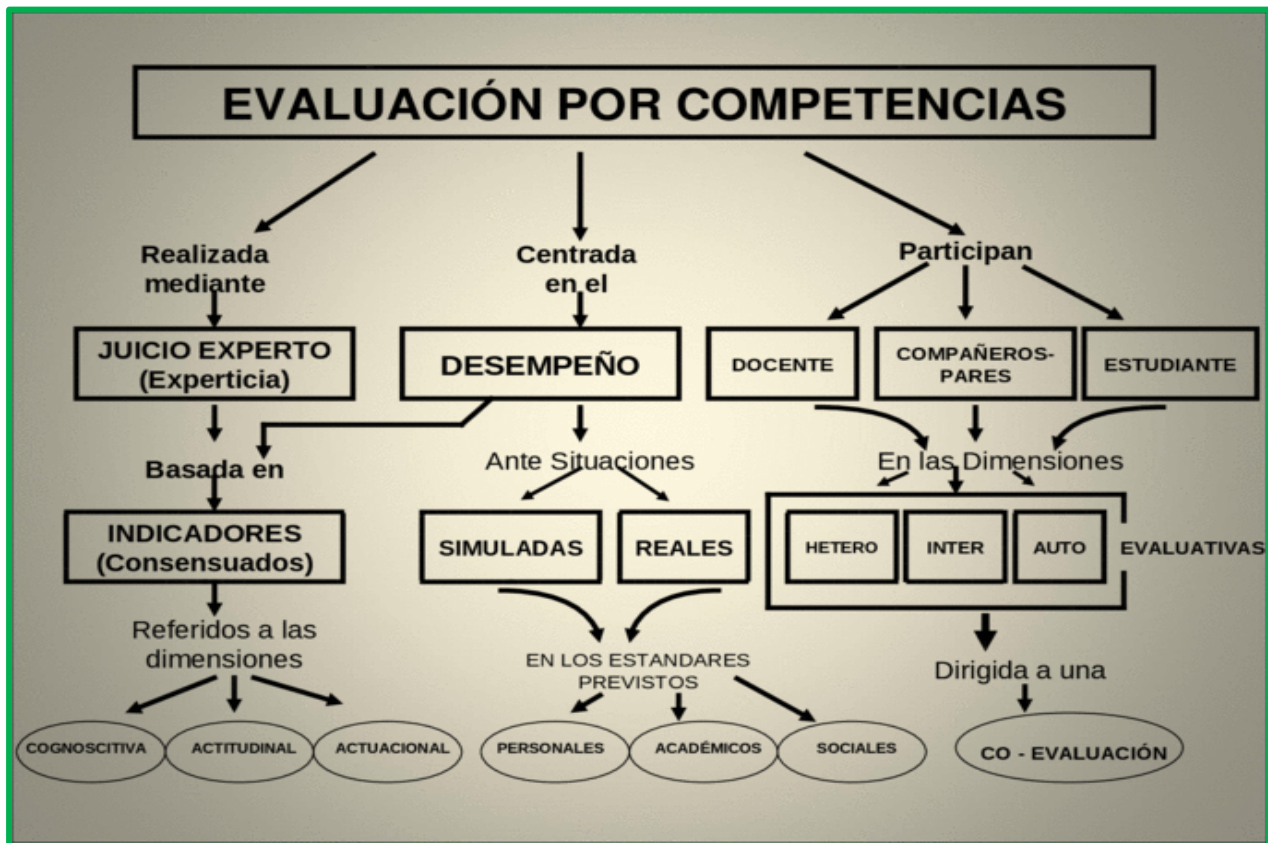 EVALUACIÓN POR COMPETENCIAS
Realizada
mediante
JUICIO EXPERTO
(Experticia)
Basada en
INDICADORES
(Consensuados)
Referidos a las
dimensiones
COGNOSCITIVA
ACTITUDINAL
ACTUACIONAL
Centrada
en el
DESEMPEÑO
Ante Situaciones
SIMULADAS
REALES
EN LOS ESTANDARES
PREVISTOS
PERSONALES
ACADÉMICOS
SOCIALES
Participan
DOCENTE
COMPAÑEROS-
PARES
ESTUDIANTE
En las Dimensiones
HETERO
INTER
AUTO
EVALUATIVAS
Dirigida a una
CO - EVALUACIÓN